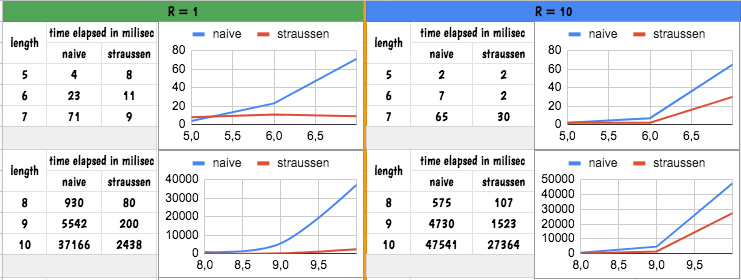 R = 1
R = 10
length time elapsed in milisec
naive straussen
5 4 8
6 23 11
7 71 9
naive straussen
80
60
40
20
0
5,0 5,5 6,0 6,5
length time elapsed in milisec
naive straussen
5 2 2
6 7 2
7 65 30
naive straussen
80
60
40
20
0
5,0 5,5 6,0 6,5
length time elapsed in milisec
naive straussen
8 930 80
9 5542 200
10 37166 2438
naive straussen
40000
30000
20000
10000
0
8,0 8,5 9,0 9,5
length time elapsed in milisec
naive straussen
8 575 107
9 4730 1523
10 47541 27364
naive straussen
50000
40000
30000
20000
10000
0
8,0 8,5 9,0 9,5